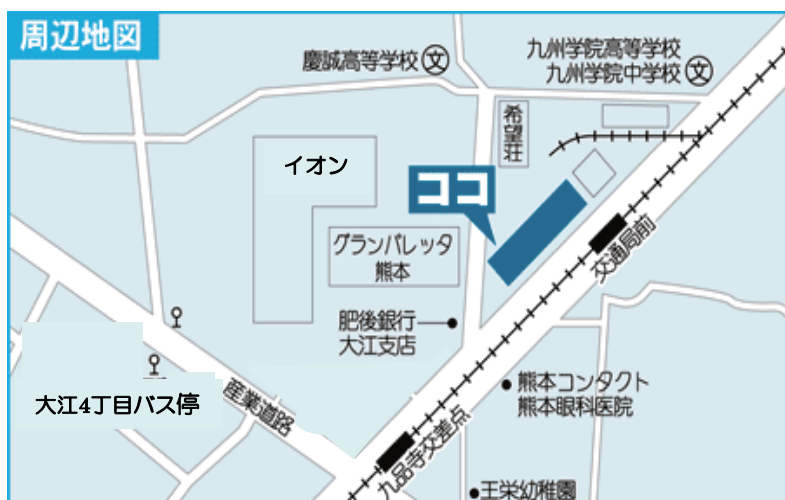 周辺地図
慶誠高等学校 文
九州学院高等学校
九州学院中学校 文
希望荘
イオン
ココ
グランパレッタ
熊本
交通局前
肥後銀行
大江支店
熊本コンタクト
熊本眼科医院
大江4丁目バス停
産業道路
九品寺交差点
王栄幼稚園